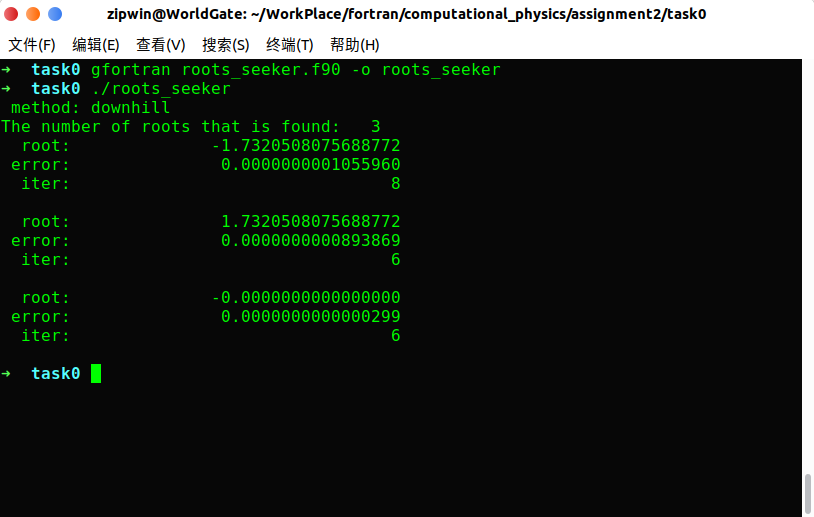 zipwin@WorldGate: ~/WorkPlace/fortran/computational_physics/assignment2/task0
文件(F) 编辑(E) 查看(V) 搜索(S) 终端(T) 帮助(H)
➜ task0 gfortran roots_seeker.f90 -o roots_seeker
➜ task0 ./roots_seeker
method: downhill
The number of roots that is found: 3
root: -1.7320508075688772
error: 0.0000000001055960
iter: 8
root: 1.7320508075688772
error: 0.0000000000893869
iter: 6
root: -0.0000000000000000
error: 0.0000000000000299
iter: 6
➜ task0